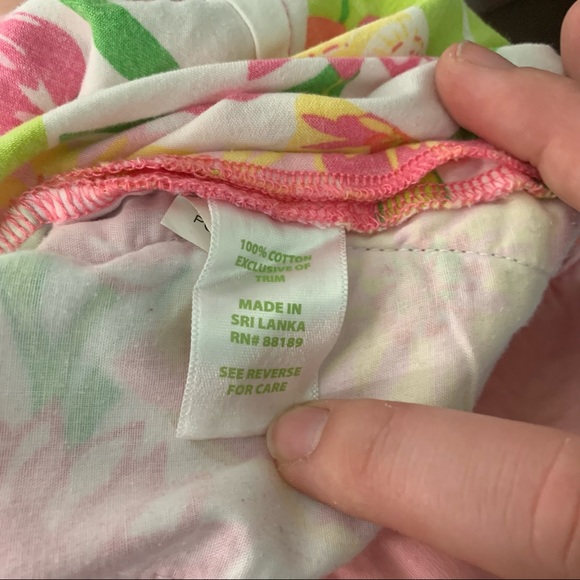 100% COTTON
EXCLUSIVE OF
TRIM
MADE IN
SRI LANKA
RN# 88189
SEE REVERSE
FOR CARE